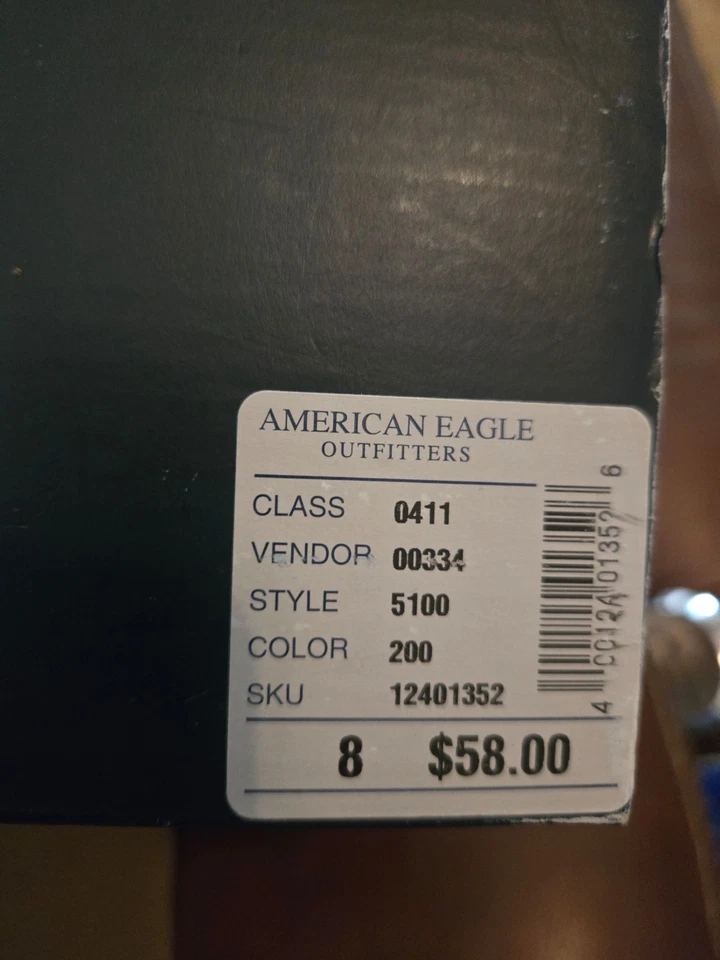 AMERICAN EAGLE
OUTFITTERS
CLASS 0411
VENDOR 00334
STYLE 5100
COLOR 200
SKU 12401352
8 $58.00